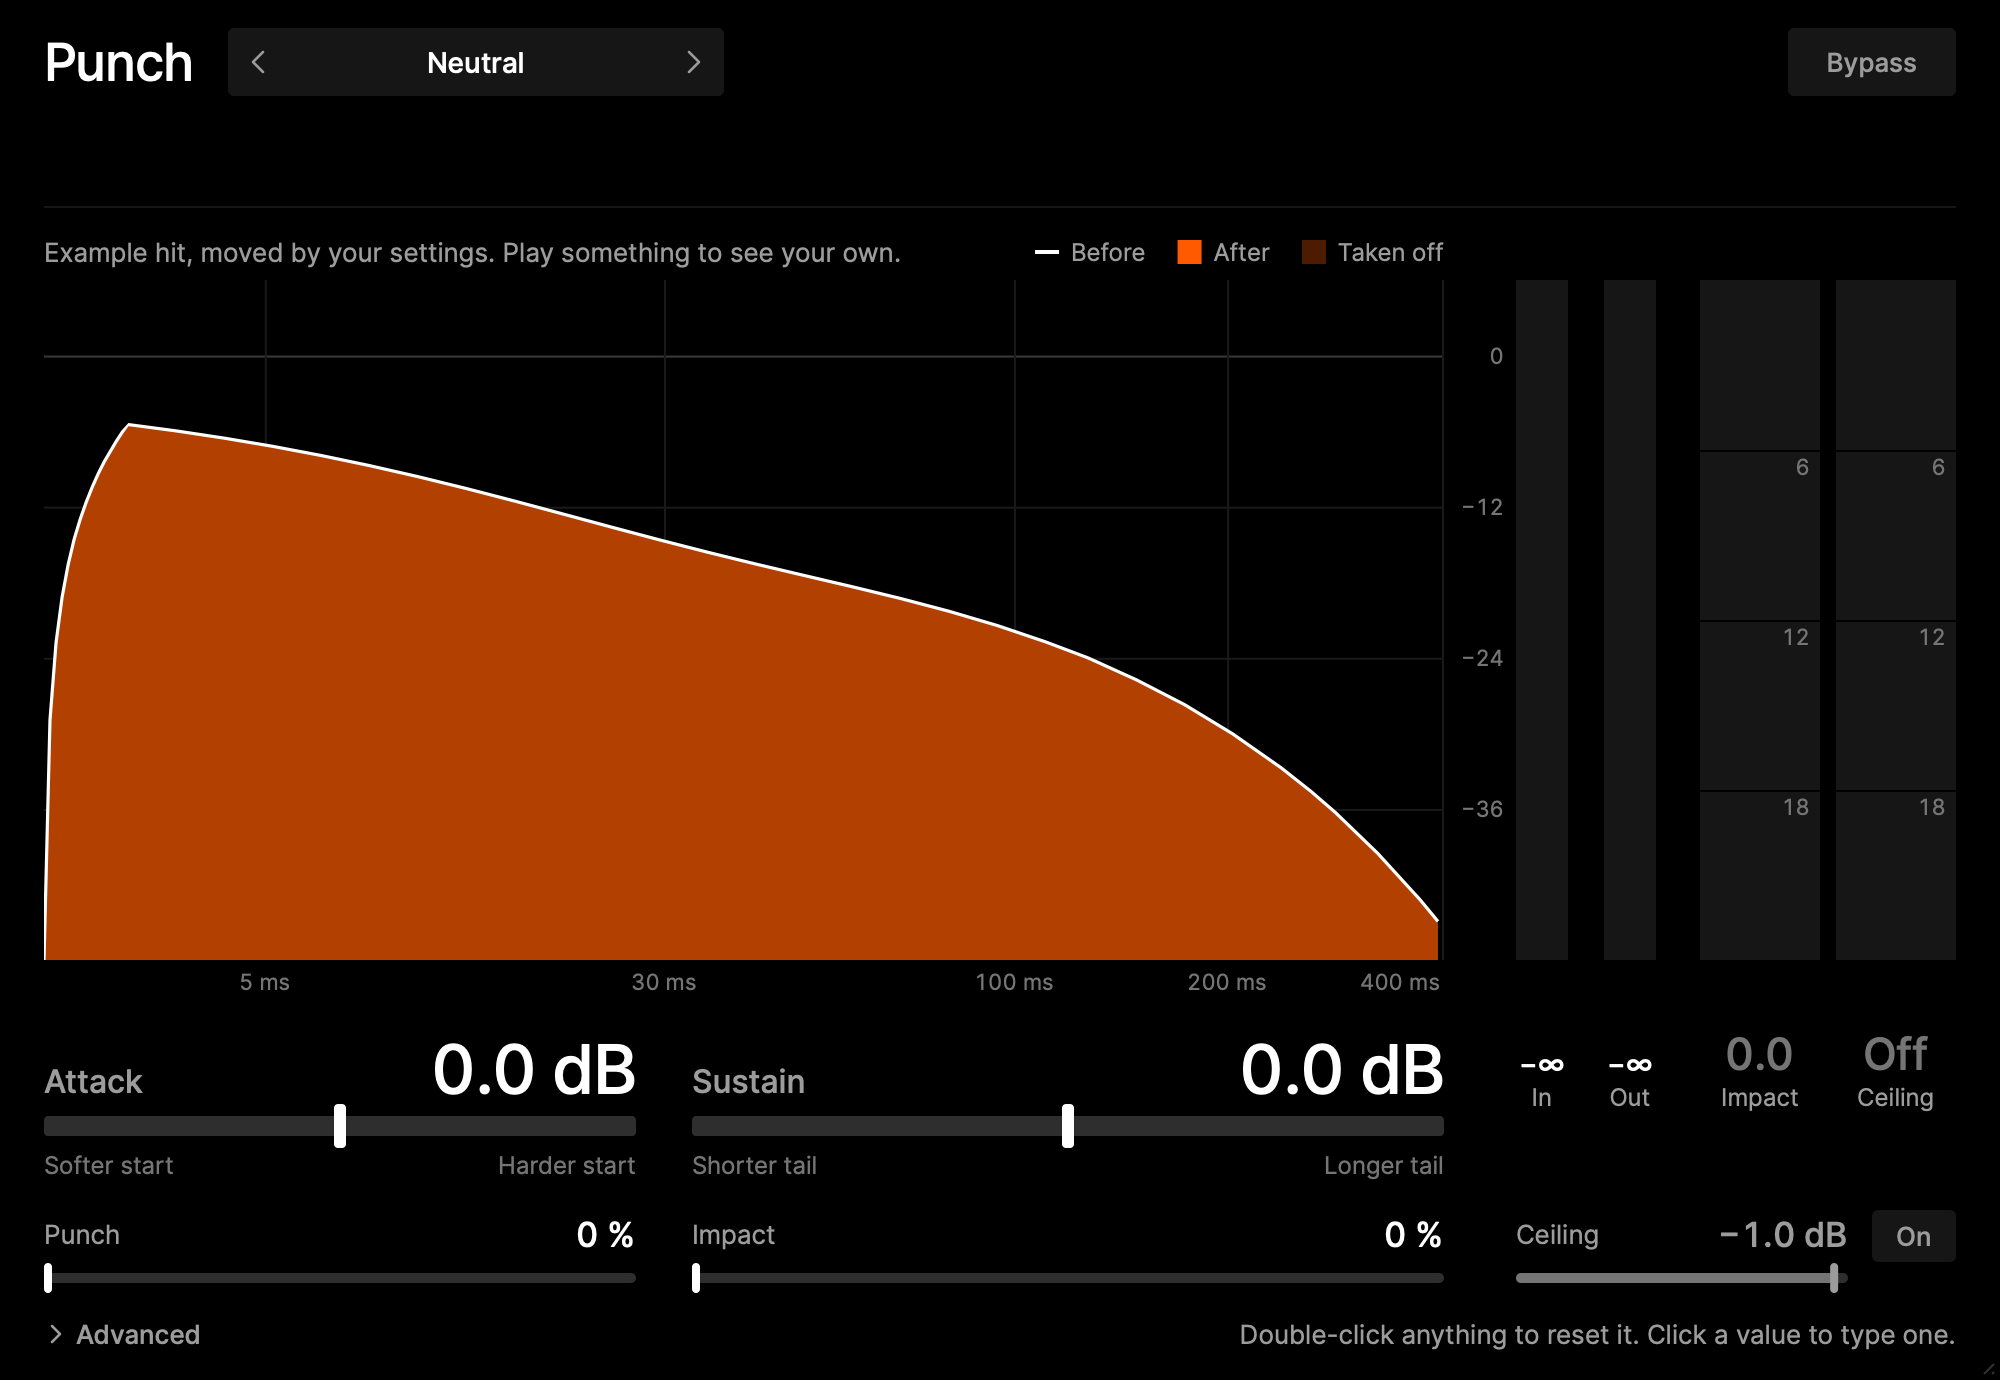 Punch
Neutral
Bypass
Example hit, moved by your settings. Play something to see your own.
Before
After
Taken off
0
−12
−24
−36
6
12
18
6
12
18
5 ms
30 ms
100 ms
200 ms
400 ms
Attack
0.0 dB
Softer start
Harder start
Sustain
0.0 dB
Shorter tail
Longer tail
−∞
In
−∞
Out
0.0
Impact
Off
Ceiling
Punch
0 %
Impact
0 %
Ceiling
−1.0 dB
On
Advanced
Double-click anything to reset it. Click a value to type one.